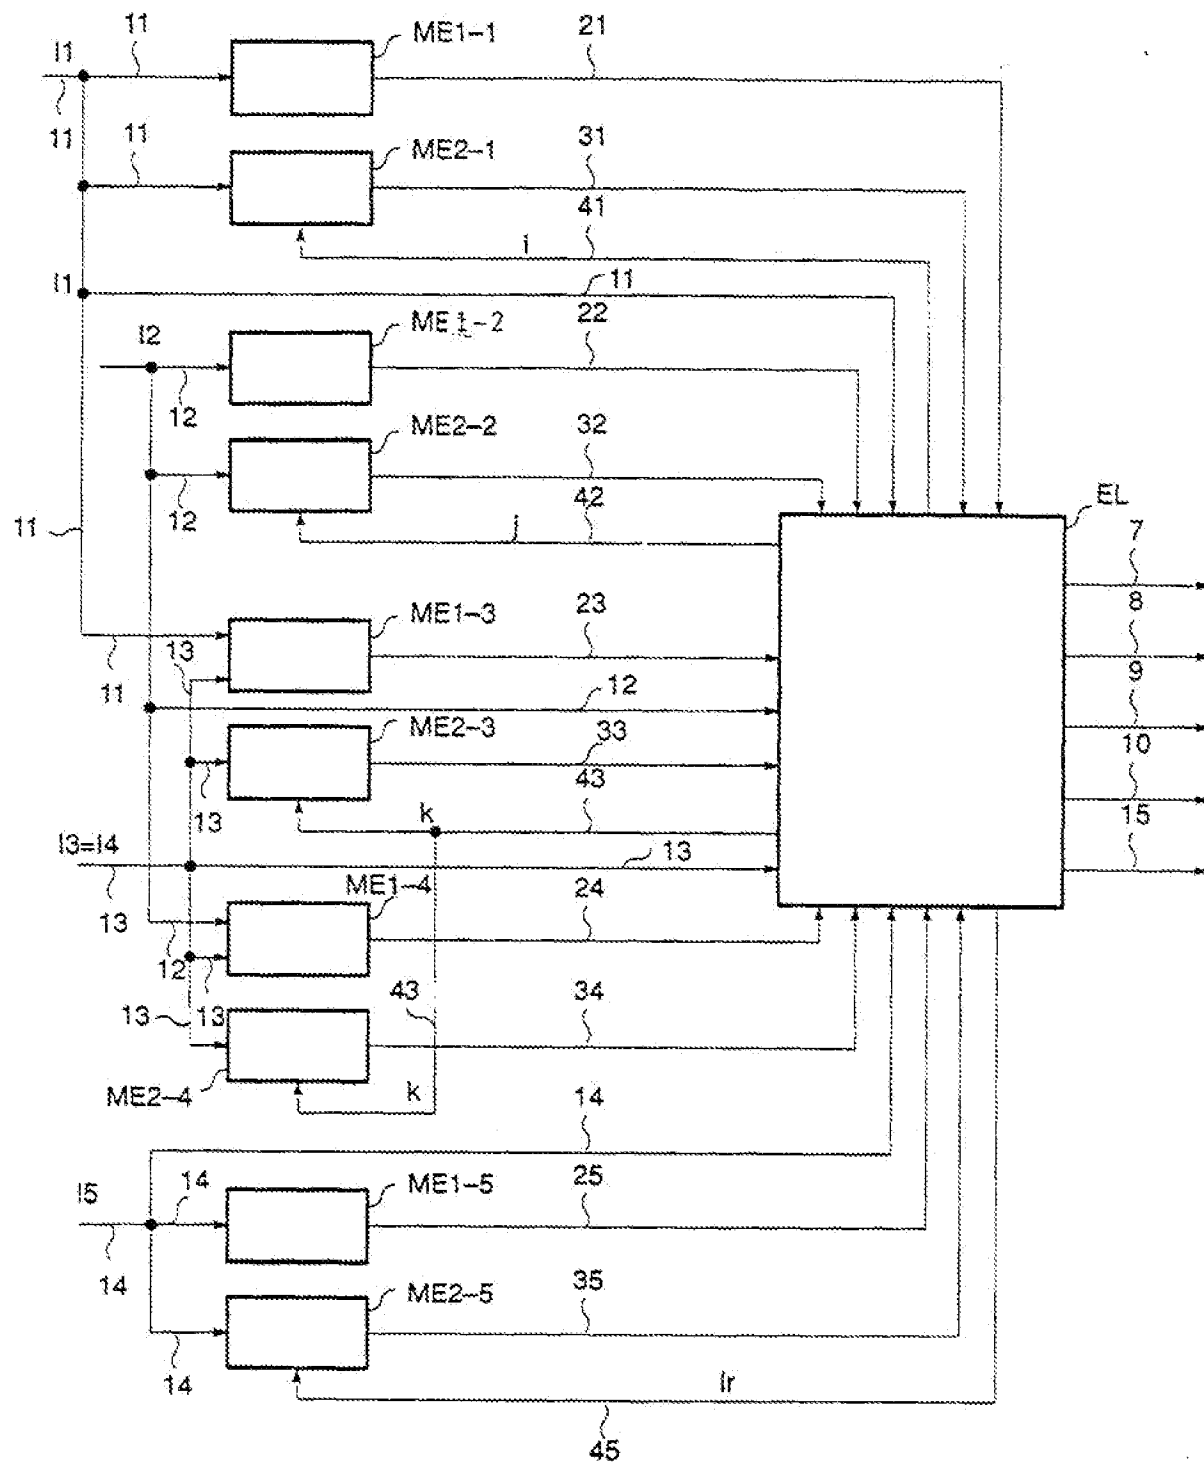 11 ME1-1 21
I1
11
11 ME2-1 31
41
i
I1 11
22
ME1-2
I2
12
ME2-2 32
12 42
11 j
EL
7
8
ME1-3 23
13
11 12
9
ME2-3 33
10
13 k 43
15
I3=I4 13
ME1-4 24
13
12
13 13 43 34
ME2-4 k
14
I5 14 ME1-5 25
14
ME2-5 35
14 Ir
45